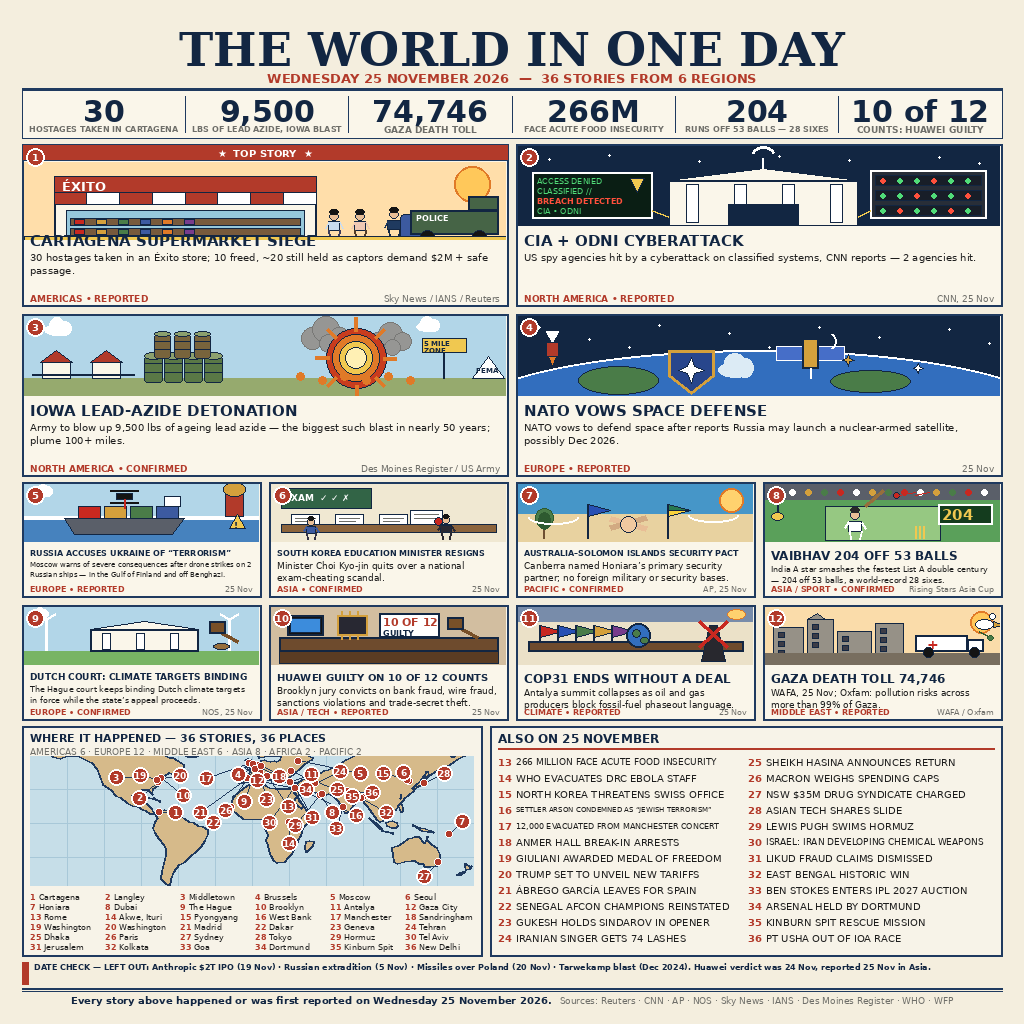 THE WORLD IN ONE DAY
WEDNESDAY 25 NOVEMBER 2026 — 36 STORIES FROM 6 REGIONS
30
HOSTAGES TAKEN IN CARTAGENA
9,500
LBS OF LEAD AZIDE, IOWA BLAST
74,746
GAZA DEATH TOLL
266M
FACE ACUTE FOOD INSECURITY
204
RUNS OFF 53 BALLS — 28 SIXES
10 of 12
COUNTS: HUAWEI GUILTY
1
★ TOP STORY ★
ÉXITO
POLICE
CARTAGENA SUPERMARKET SIEGE
30 hostages taken in an Éxito store; 10 freed, ~20 still held as captors demand $2M + safe
passage.
AMERICAS • REPORTED
Sky News / IANS / Reuters
2
ACCESS DENIED
CLASSIFIED //
BREACH DETECTED
CIA • ODNI
CIA + ODNI CYBERATTACK
US spy agencies hit by a cyberattack on classified systems, CNN reports — 2 agencies hit.
NORTH AMERICA • REPORTED
CNN, 25 Nov
3
5 MILE
ZONE
FEMA
IOWA LEAD-AZIDE DETONATION
Army to blow up 9,500 lbs of ageing lead azide — the biggest such blast in nearly 50 years;
plume 100+ miles.
NORTH AMERICA • CONFIRMED
Des Moines Register / US Army
4
NATO VOWS SPACE DEFENSE
NATO vows to defend space after reports Russia may launch a nuclear-armed satellite,
possibly Dec 2026.
EUROPE • REPORTED
25 Nov
5
!
RUSSIA ACCUSES UKRAINE OF “TERRORISM”
Moscow warns of severe consequences after drone strikes on 2
Russian ships — in the Gulf of Finland and off Benghazi.
EUROPE • REPORTED
25 Nov
6
EXAM ✓ ✓ ✗
SOUTH KOREA EDUCATION MINISTER RESIGNS
Minister Choi Kyo-jin quits over a national
exam-cheating scandal.
ASIA • CONFIRMED
25 Nov
7
AUSTRALIA–SOLOMON ISLANDS SECURITY PACT
Canberra named Honiara’s primary security
partner; no foreign military or security bases.
PACIFIC • CONFIRMED
AP, 25 Nov
8
204
VAIBHAV 204 OFF 53 BALLS
India A star smashes the fastest List A double century
— 204 off 53 balls, a world-record 28 sixes.
ASIA / SPORT • CONFIRMED
Rising Stars Asia Cup
9
DUTCH COURT: CLIMATE TARGETS BINDING
The Hague court keeps binding Dutch climate targets
in force while the state’s appeal proceeds.
EUROPE • CONFIRMED
NOS, 25 Nov
10
10 OF 12
GUILTY
HUAWEI GUILTY ON 10 OF 12 COUNTS
Brooklyn jury convicts on bank fraud, wire fraud,
sanctions violations and trade-secret theft.
ASIA / TECH • REPORTED
25 Nov
11
COP31 ENDS WITHOUT A DEAL
Antalya summit collapses as oil and gas
producers block fossil-fuel phaseout language.
CLIMATE • REPORTED
25 Nov
12
GAZA DEATH TOLL 74,746
WAFA, 25 Nov; Oxfam: pollution risks across
more than 99% of Gaza.
MIDDLE EAST • REPORTED
WAFA / Oxfam
WHERE IT HAPPENED — 36 STORIES, 36 PLACES
AMERICAS 6 · EUROPE 12 · MIDDLE EAST 6 · ASIA 8 · AFRICA 2 · PACIFIC 2
1 Cartagena 2 Langley 3 Middletown 4 Brussels 5 Moscow 6 Seoul
7 Honiara 8 Dubai 9 The Hague 10 Brooklyn 11 Antalya 12 Gaza City
13 Rome 14 Akwe, Ituri 15 Pyongyang 16 West Bank 17 Manchester 18 Sandringham
19 Washington 20 Washington 21 Madrid 22 Dakar 23 Geneva 24 Tehran
25 Dhaka 26 Paris 27 Sydney 28 Tokyo 29 Hormuz 30 Tel Aviv
31 Jerusalem 32 Kolkata 33 Goa 34 Dortmund 35 Kinburn Spit 36 New Delhi
ALSO ON 25 NOVEMBER
13 266 MILLION FACE ACUTE FOOD INSECURITY
14 WHO EVACUATES DRC EBOLA STAFF
15 NORTH KOREA THREATENS SWISS OFFICE
16 SETTLER ARSON CONDEMNED AS “JEWISH TERRORISM”
17 12,000 EVACUATED FROM MANCHESTER CONCERT
18 ANMER HALL BREAK-IN ARRESTS
19 GIULIANI AWARDED MEDAL OF FREEDOM
20 TRUMP SET TO UNVEIL NEW TARIFFS
21 ÁBREGO GARCÍA LEAVES FOR SPAIN
22 SENEGAL AFCON CHAMPIONS REINSTATED
23 GUKESH HOLDS SINDAROV IN OPENER
24 IRANIAN SINGER GETS 74 LASHES
25 SHEIKH HASINA ANNOUNCES RETURN
26 MACRON WEIGHS SPENDING CAPS
27 NSW $35M DRUG SYNDICATE CHARGED
28 ASIAN TECH SHARES SLIDE
29 LEWIS PUGH SWIMS HORMUZ
30 ISRAEL: IRAN DEVELOPING CHEMICAL WEAPONS
31 LIKUD FRAUD CLAIMS DISMISSED
32 EAST BENGAL HISTORIC WIN
33 BEN STOKES ENTERS IPL 2027 AUCTION
34 ARSENAL HELD BY DORTMUND
35 KINBURN SPIT RESCUE MISSION
36 PT USHA OUT OF IOA RACE
DATE CHECK — LEFT OUT: Anthropic $2T IPO (19 Nov) · Russian extradition (5 Nov) · Missiles over Poland (20 Nov) · Tarwekamp blast (Dec 2024). Huawei verdict was 24 Nov, reported 25 Nov in Asia.
Every story above happened or was first reported on Wednesday 25 November 2026. Sources: Reuters · CNN · AP · NOS · Sky News · IANS · Des Moines Register · WHO · WFP